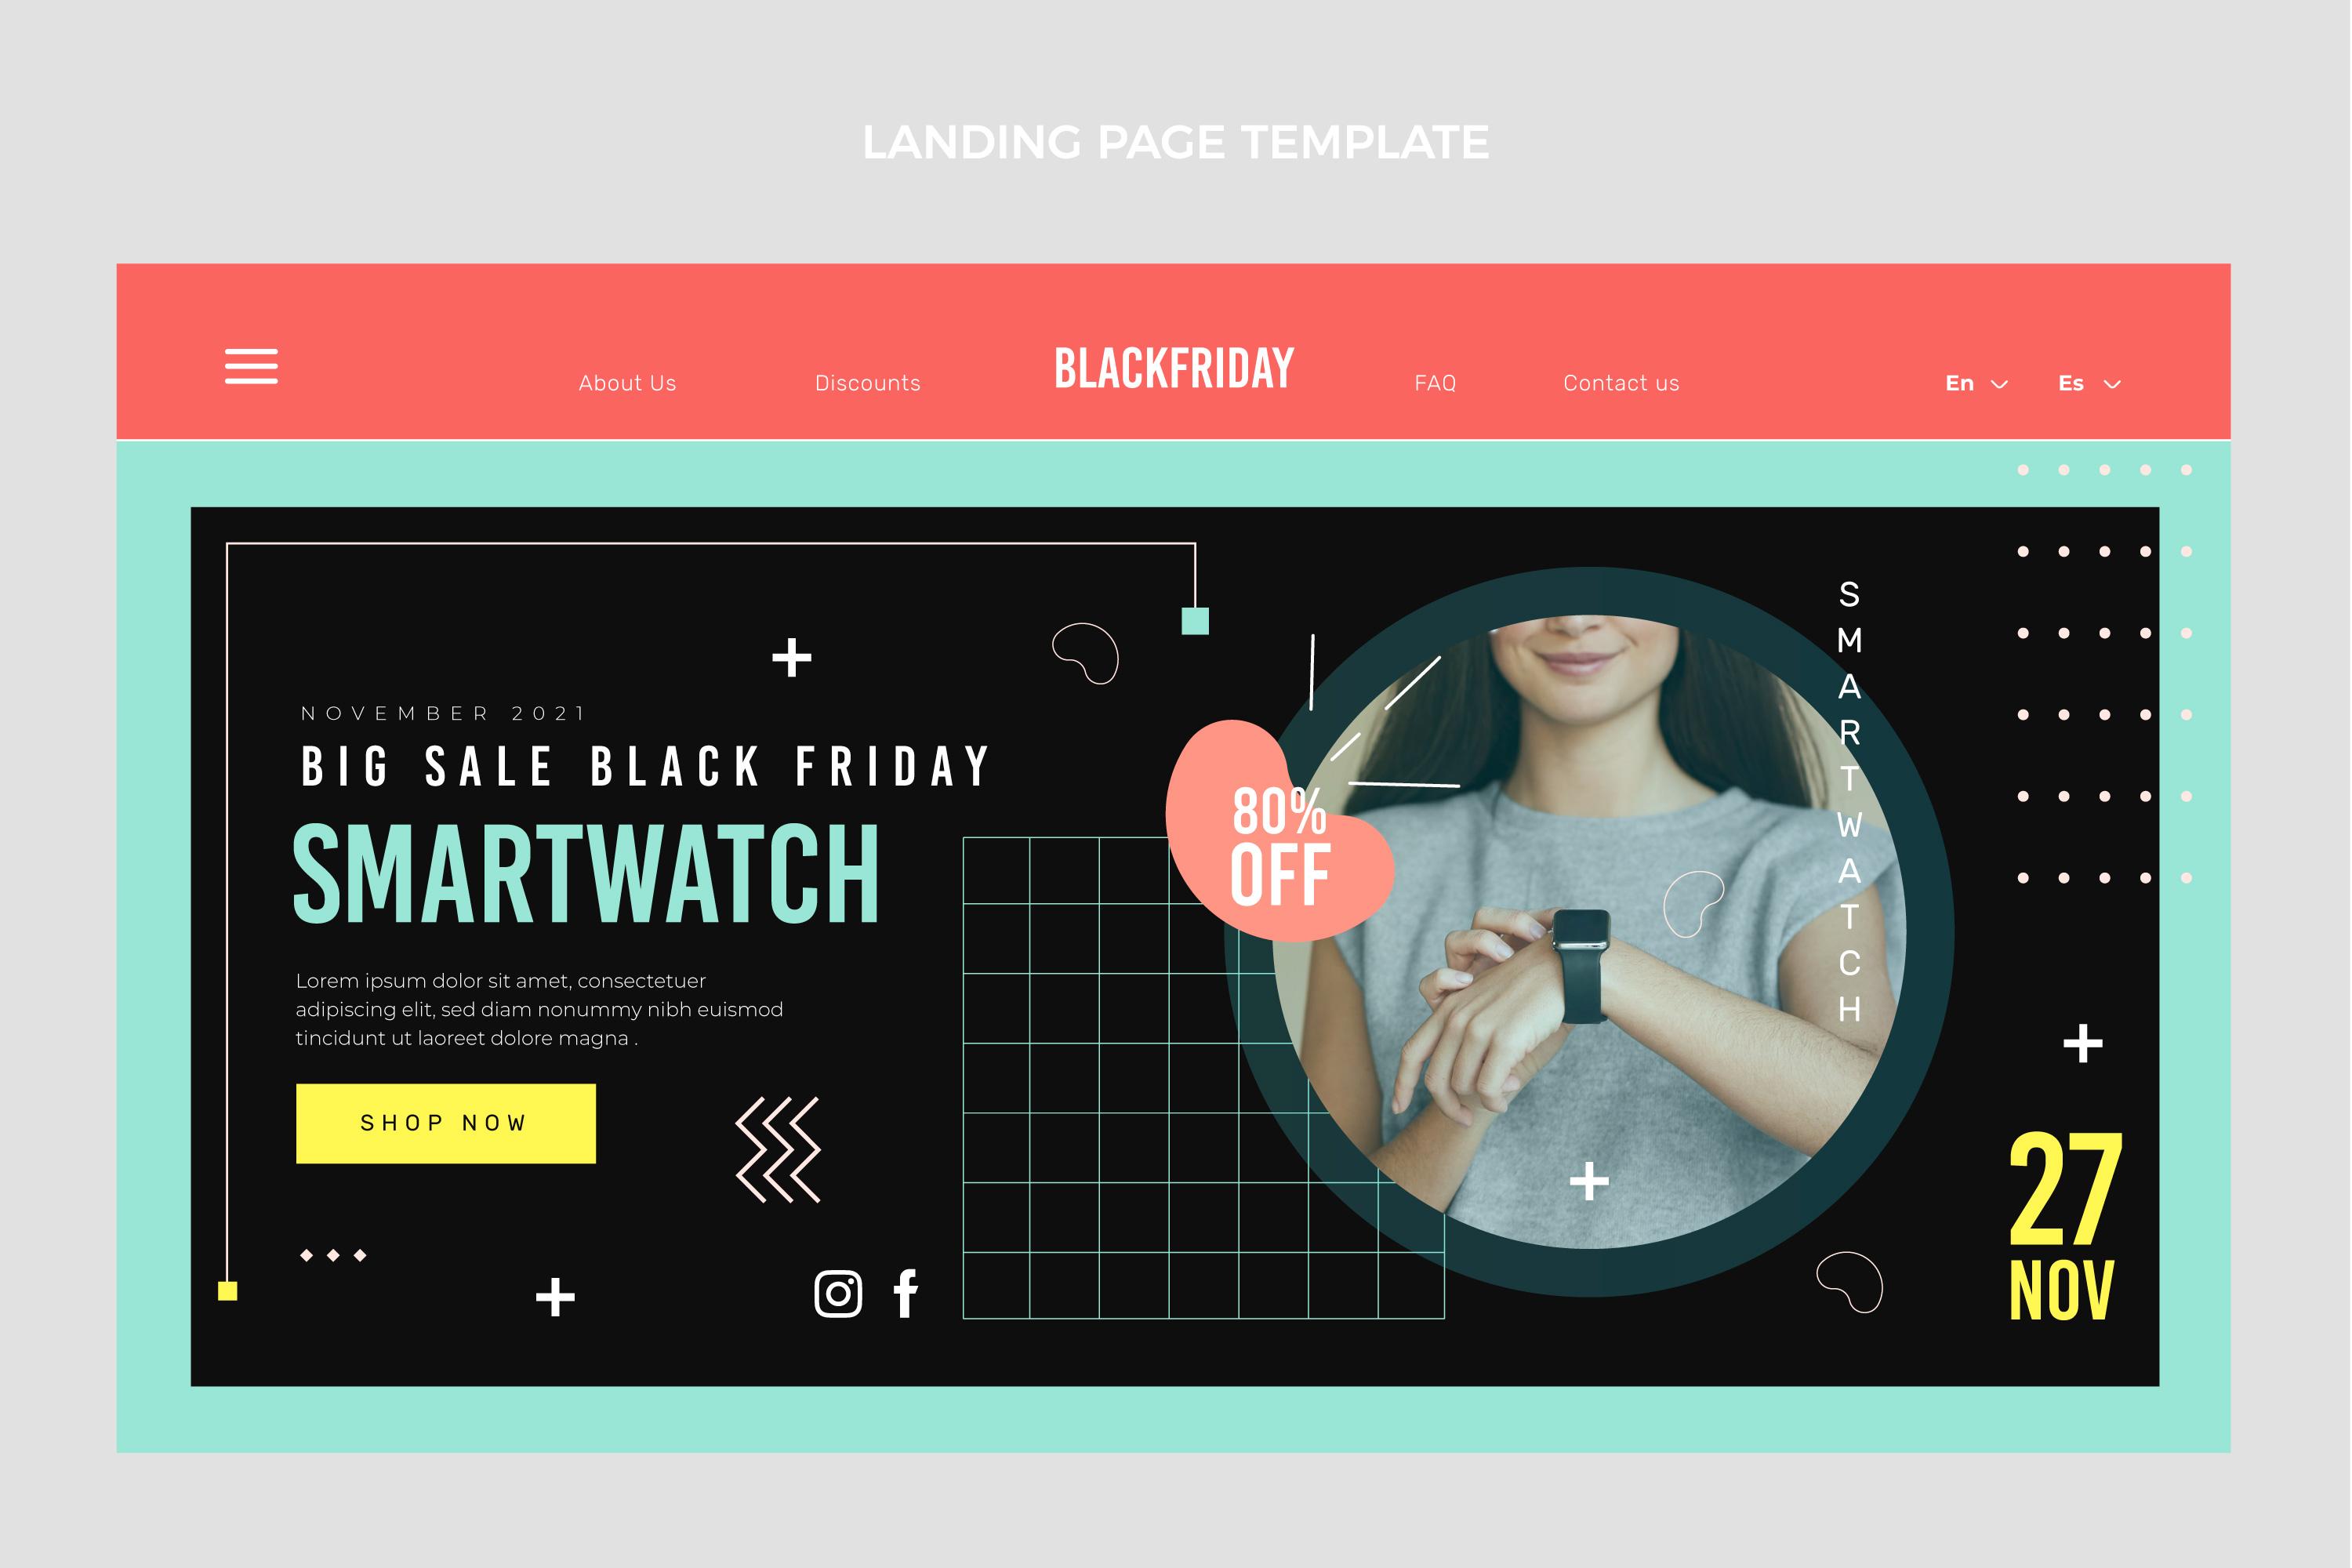 LANDING PAGE TEMPLATE
About Us
Discounts
BLACKFRIDAY
FAQ
Contact us
En
Es
NOVEMBER 2021
BIG SALE BLACK FRIDAY
SMARTWATCH
Lorem ipsum dolor sit amet, consectetuer
adipiscing elit, sed diam nonummy nibh euismod
tincidunt ut laoreet dolore magna .
SHOP NOW
80%
OFF
SMARTWATCH
27
NOV